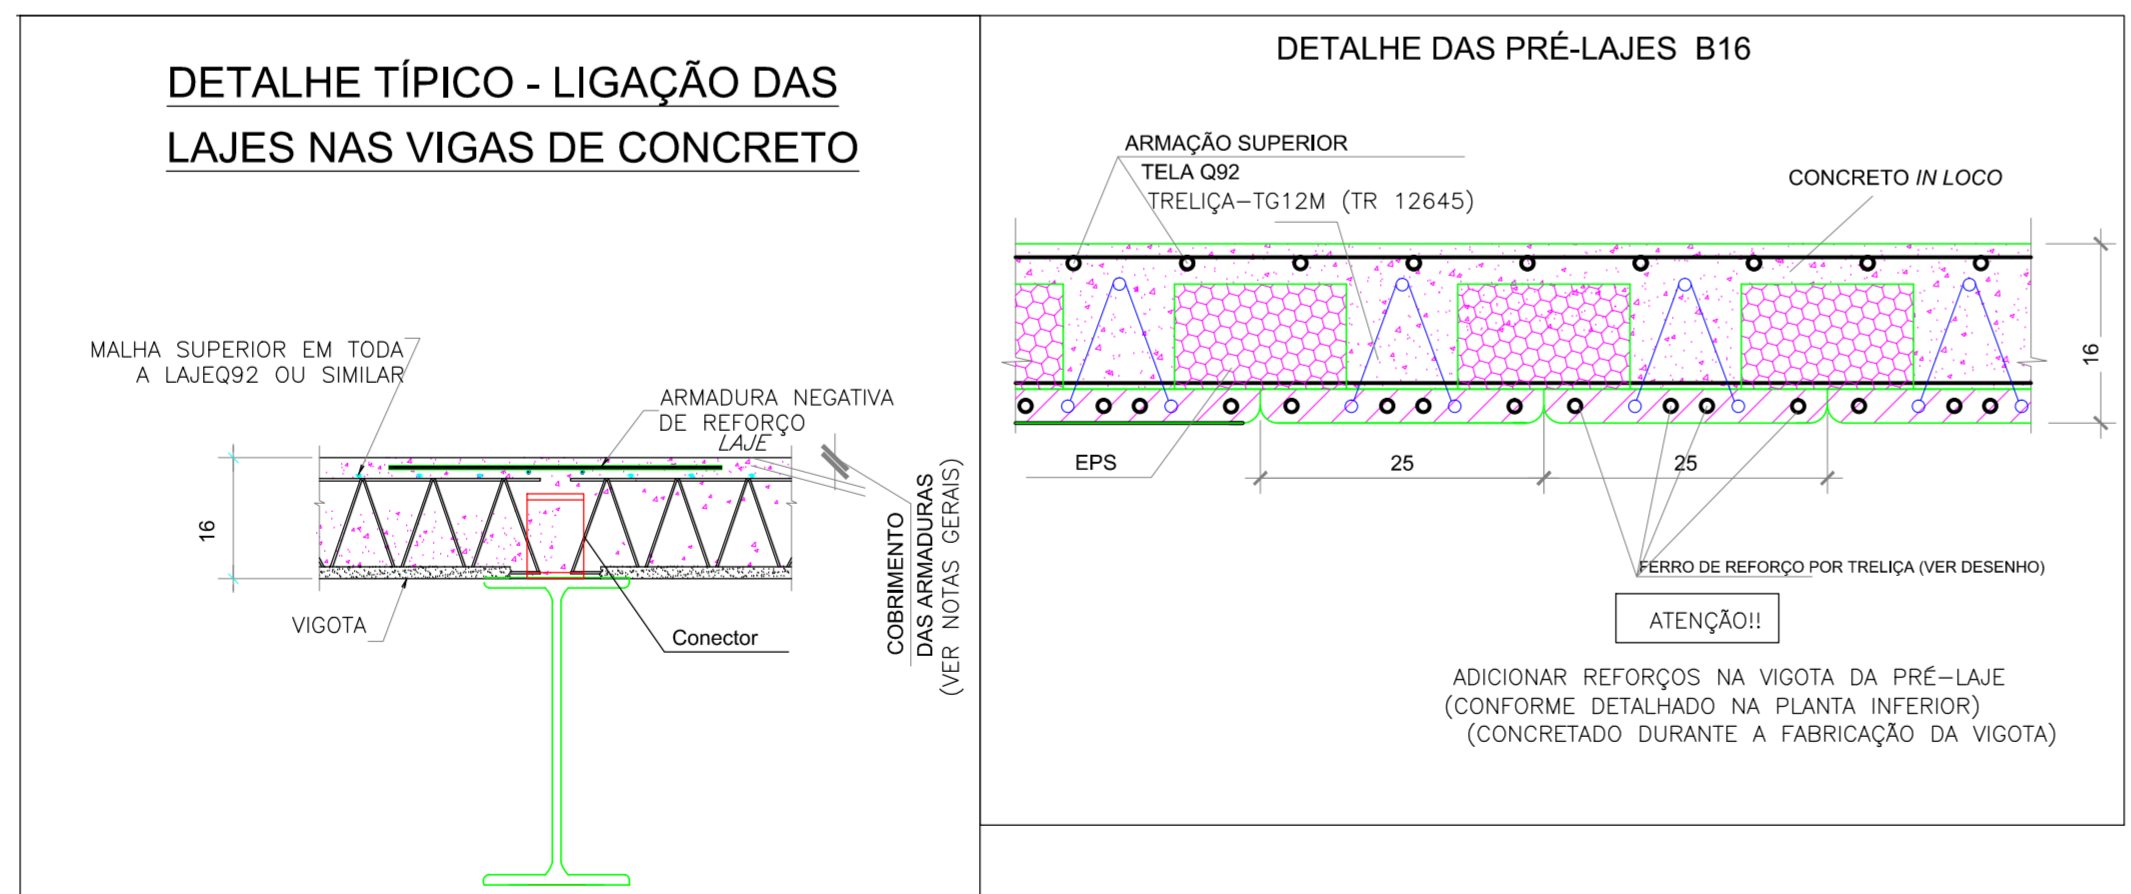 DETALHE TÍPICO - LIGAÇÃO DAS
LAJES NAS VIGAS DE CONCRETO
MALHA SUPERIOR EM TODA
A LAJEQ92 OU SIMILAR
ARMADURA NEGATIVA
DE REFORÇO
LAJE
16
VIGOTA
Conector
COBRIMENTO
DAS ARMADURAS
(VER NOTAS GERAIS)
DETALHE DAS PRÉ-LAJES B16
ARMAÇÃO SUPERIOR
TELA Q92
TRELIÇA-TG12M (TR 12645)
CONCRETO IN LOCO
16
EPS
25
25
FERRO DE REFORÇO POR TRELIÇA (VER DESENHO)
ATENÇÃO!!
ADICIONAR REFORÇOS NA VIGOTA DA PRÉ-LAJE
(CONFORME DETALHADO NA PLANTA INFERIOR)
(CONCRETADO DURANTE A FABRICAÇÃO DA VIGOTA)